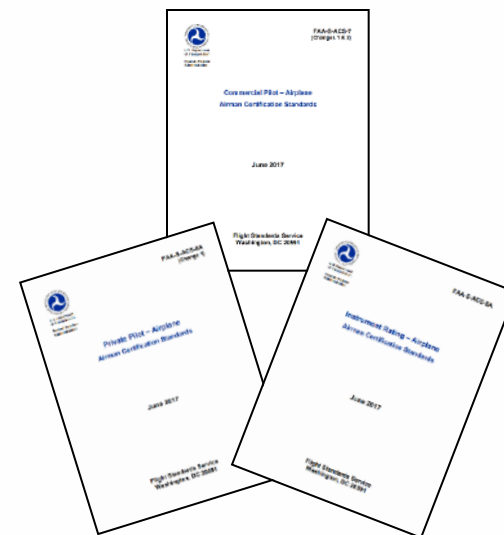 FAA-S-ACS-7
(Changes 1 & 2)
Commercial Pilot – Airplane
Airman Certification Standards
June 2017
Flight Standards Service
Washington, DC 20591
FAA-S-ACS-6A
(Change 1)
Private Pilot – Airplane
Airman Certification Standards
June 2017
Flight Standards Service
Washington, DC 20591
FAA-S-ACS-8A
Instrument Rating – Airplane
Airman Certification Standards
June 2017
Flight Standards Service
Washington, DC 20591